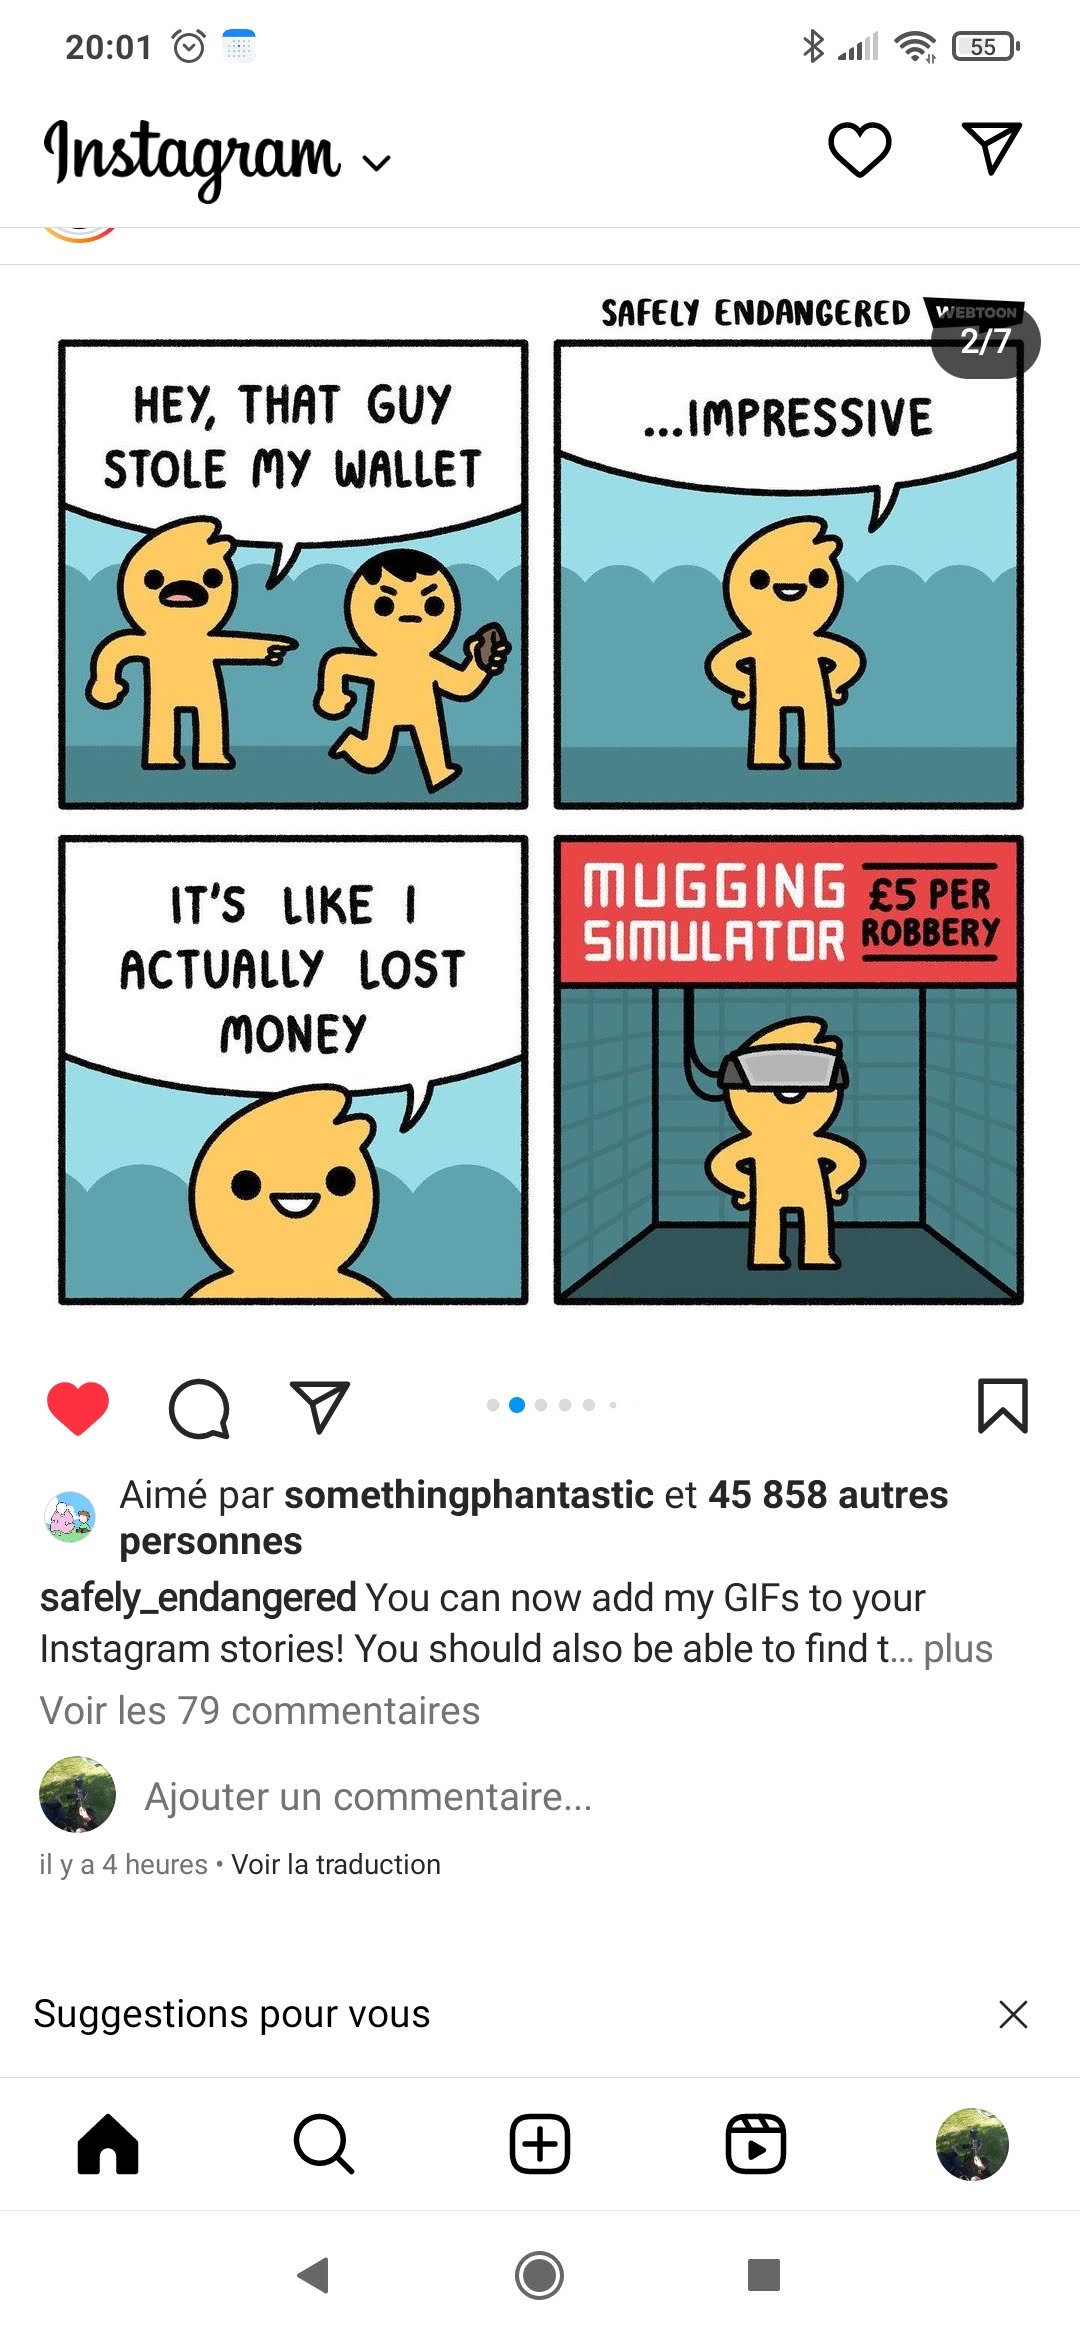 20:01
55
Instagram
SAFELY ENDANGERED
WEBTOON
2/7
HEY, THAT GUY
STOLE MY WALLET
...IMPRESSIVE
IT'S LIKE I
ACTUALLY LOST
MONEY
MUGGING
SIMULATOR
£5 PER
ROBBERY
Aimé par somethingphantastic et 45 858 autres
personnes
safely_endangered You can now add my GIFs to your
Instagram stories! You should also be able to find t... plus
Voir les 79 commentaires
Ajouter un commentaire...
il y a 4 heures • Voir la traduction
Suggestions pour vous